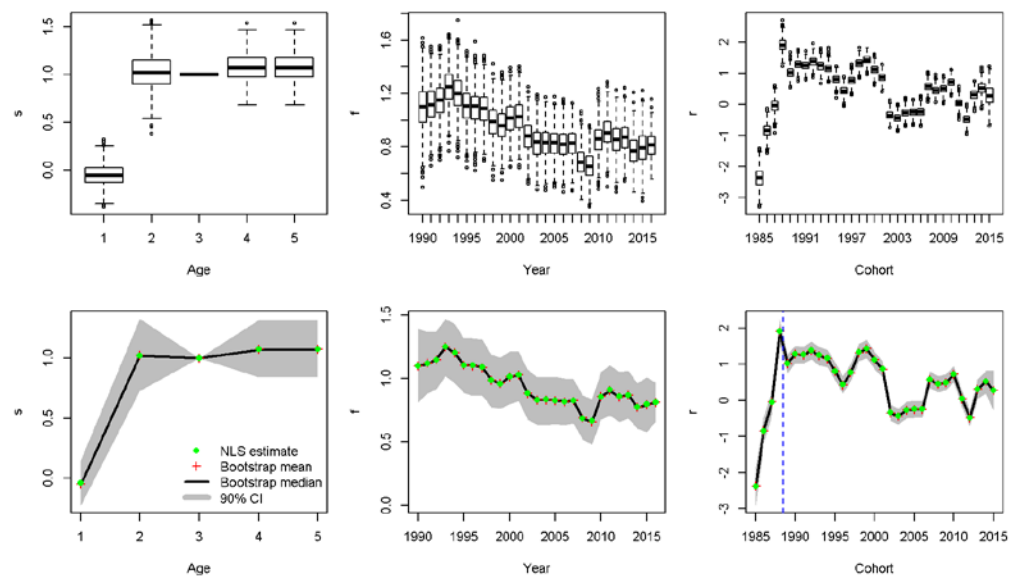 s
0.0 0.5 1.0 1.5
1 2 3 4 5
Age
f
0.4 0.8 1.2 1.6
1990 1995 2000 2005 2010 2015
Year
r
-3 -2 -1 0 1 2
1985 1991 1997 2003 2009 2015
Cohort
s
0.0 0.5 1.0
NLS estimate
Bootstrap mean
Bootstrap median
90% CI
1 2 3 4 5
Age
f
0.0 0.5 1.0 1.5
1990 1995 2000 2005 2010 2015
Year
r
-3 -2 -1 0 1 2
1985 1990 1995 2000 2005 2010 2015
Cohort